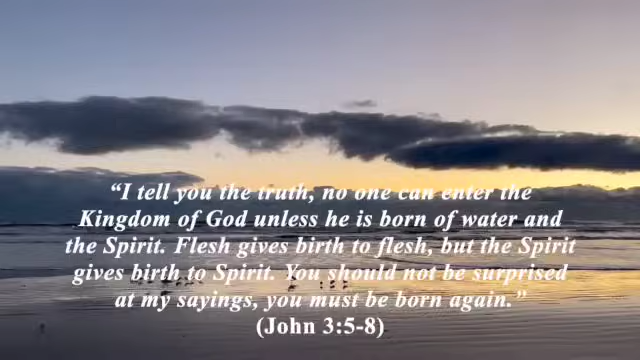 “I tell you the truth, no one can enter the
Kingdom of God unless he is born of water and
the Spirit. Flesh gives birth to flesh, but the Spirit
gives birth to Spirit. You should not be surprised
at my sayings, you must be born again.”
(John 3:5-8)